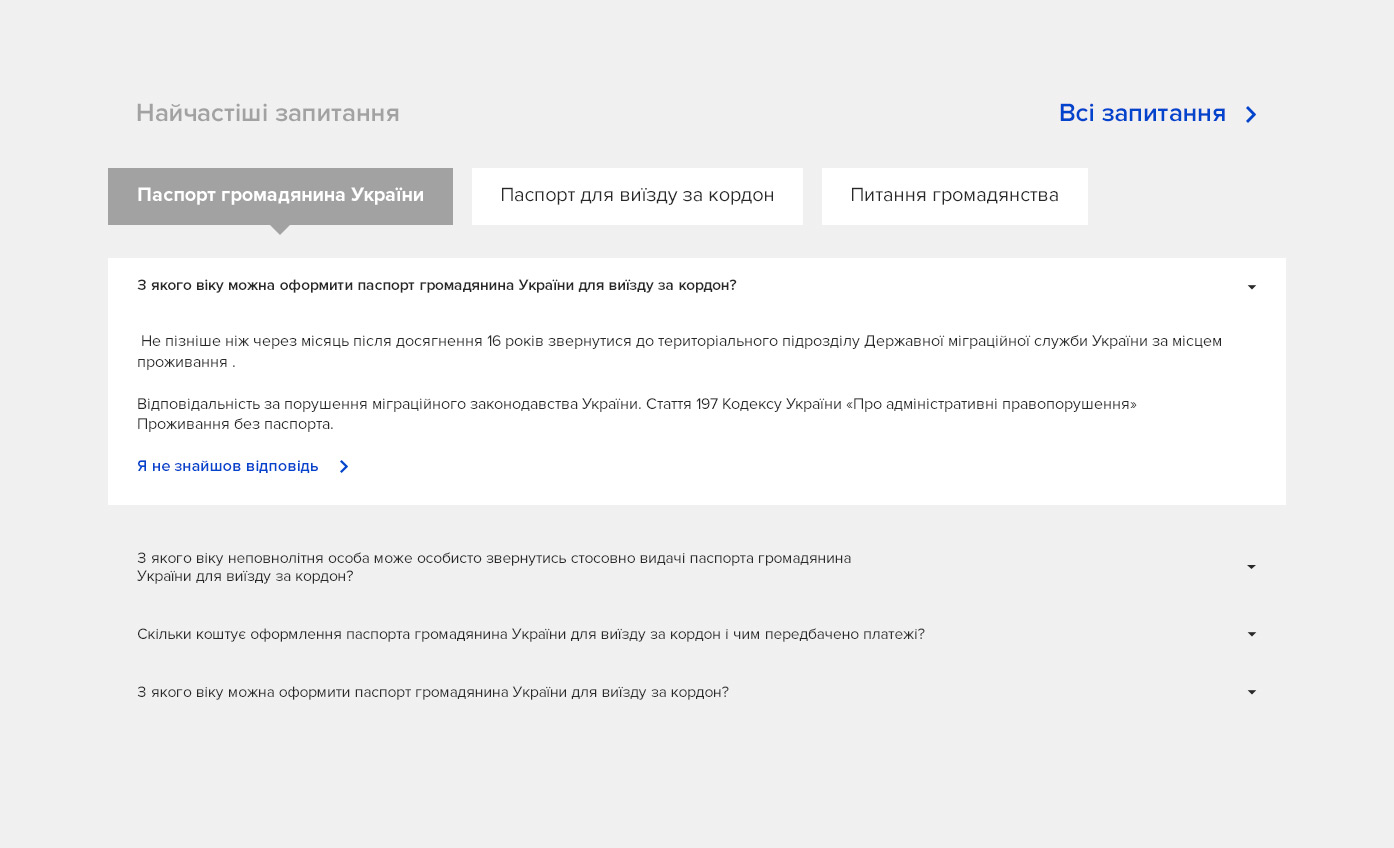 Найчастіші запитання
Всі запитання
Паспорт громадянина України
Паспорт для виїзду за кордон
Питання громадянства
З якого віку можна оформити паспорт громадянина України для виїзду за кордон?
Не пізніше ніж через місяць після досягнення 16 років звернутися до територіального підрозділу Державної міграційної служби України за місцем
проживання .
Відповідальність за порушення міграційного законодавства України. Стаття 197 Кодексу України «Про адміністративні правопорушення»
Проживання без паспорта.
Я не знайшов відповідь
З якого віку неповнолітня особа може особисто звернутись стосовно видачі паспорта громадянина
України для виїзду за кордон?
Скільки коштує оформлення паспорта громадянина України для виїзду за кордон і чим передбачено платежі?
З якого віку можна оформити паспорт громадянина України для виїзду за кордон?